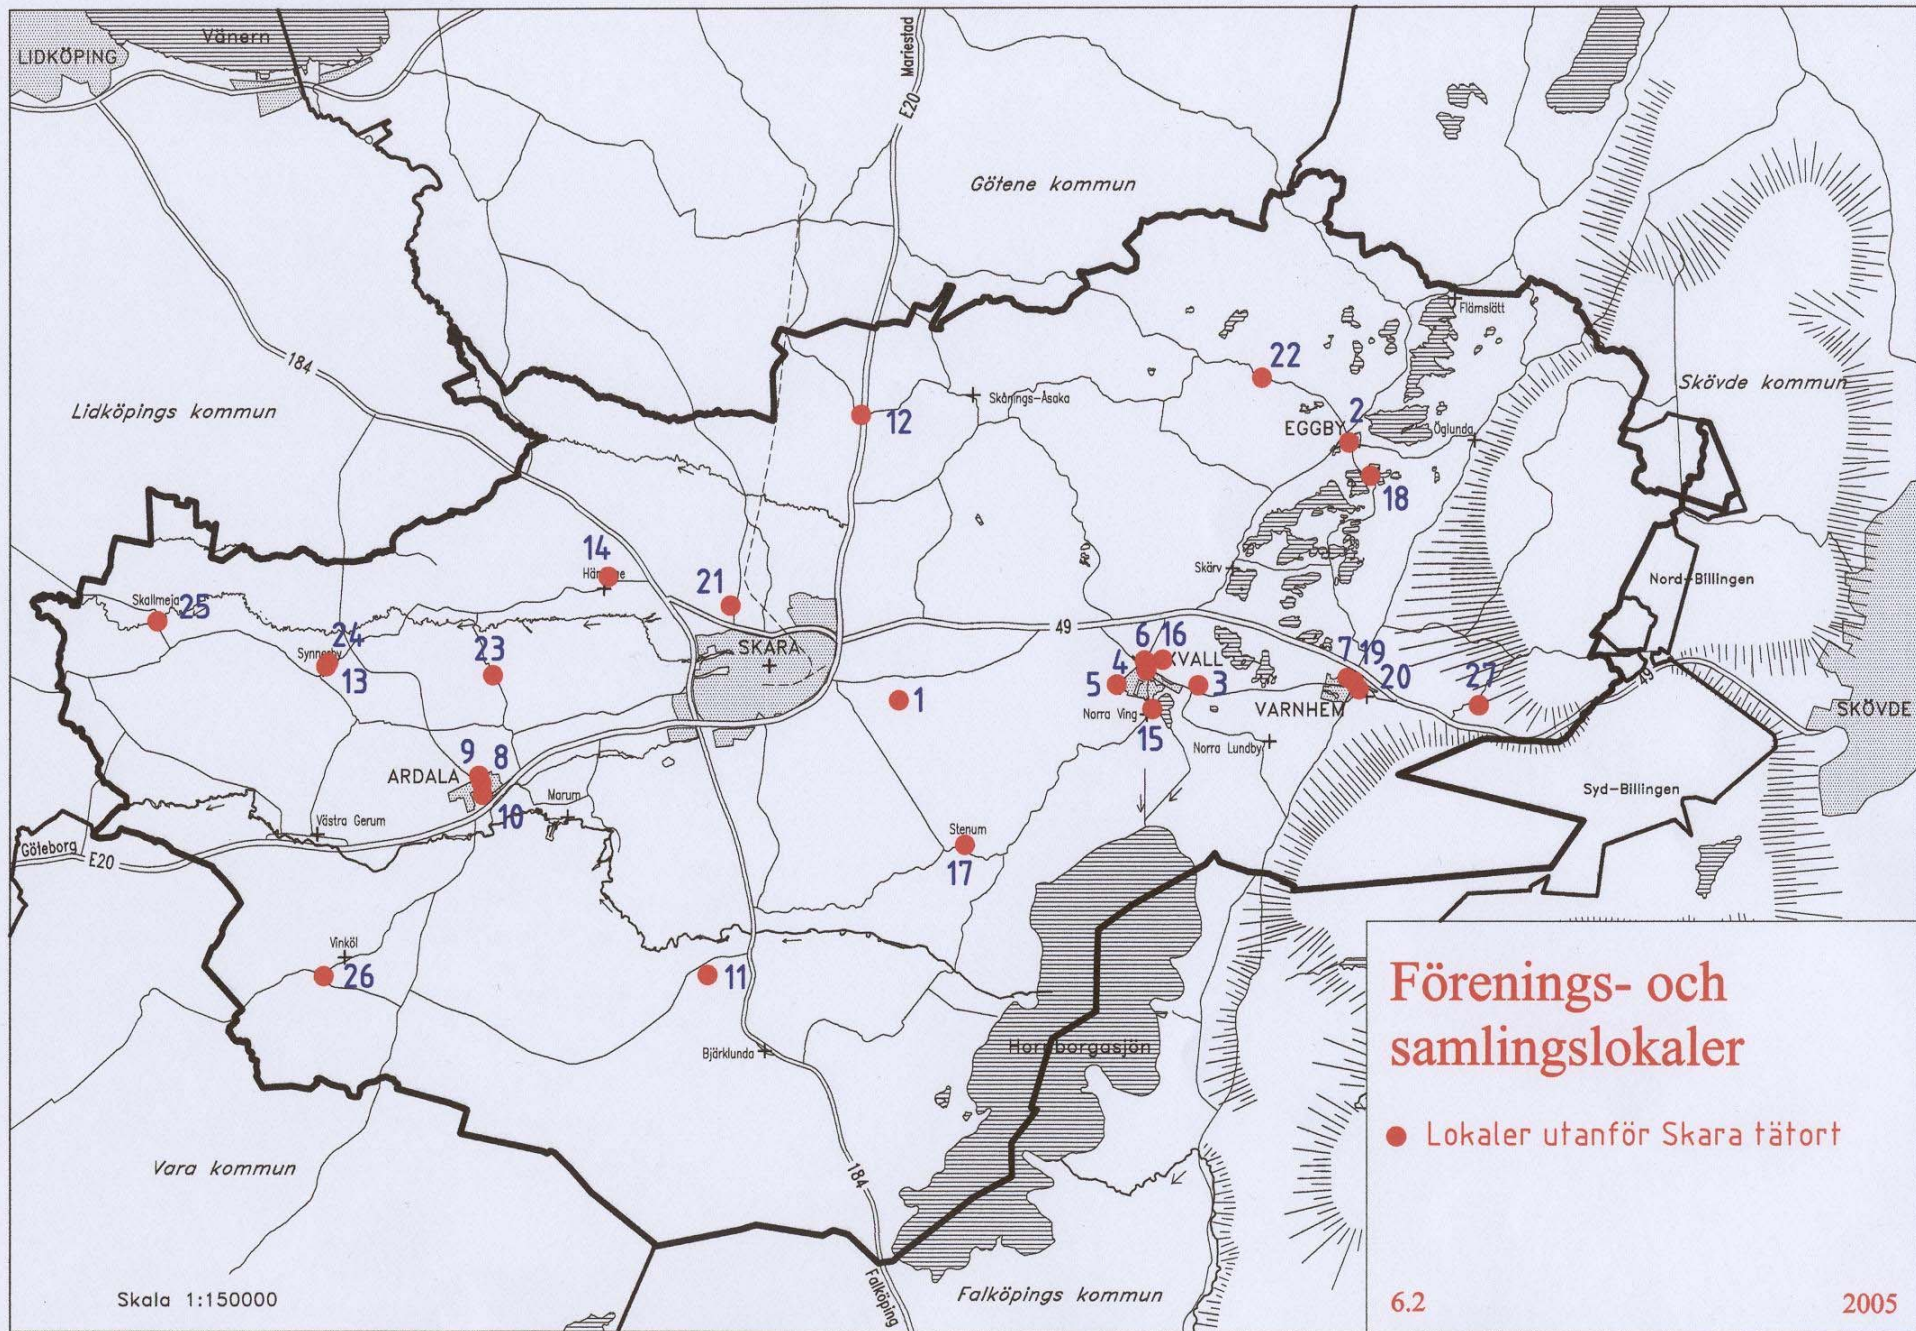 LIDKÖPING
Vänern
Mariestad
E20
Götene kommun
184
Lidköpings kommun
Flämslätt
22
Skövde kommun
12
Skånings-Åsaka
2
EGGBY
Öglunda
18
14
21
Skärv
Nord-Billingen
Skallmeja
25
49
24
Synnerby
13
23
SKARA
6
16
4
5
3
7
19
20
27
49
1
VARNHEM
SKÖVDE
Norra Ving
15
Norra Lundby
9
8
ARDALA
10
Marum
Syd-Billingen
Västra Gerum
Göteborg
E20
Stenum
17
Vinköl
26
11
Bjärklunda
Hornborgasjön
Vara kommun
184
Falköping
Falköpings kommun
Skala 1:150000
Förenings- och
samlingslokaler
Lokaler utanför Skara tätort
6.2
2005